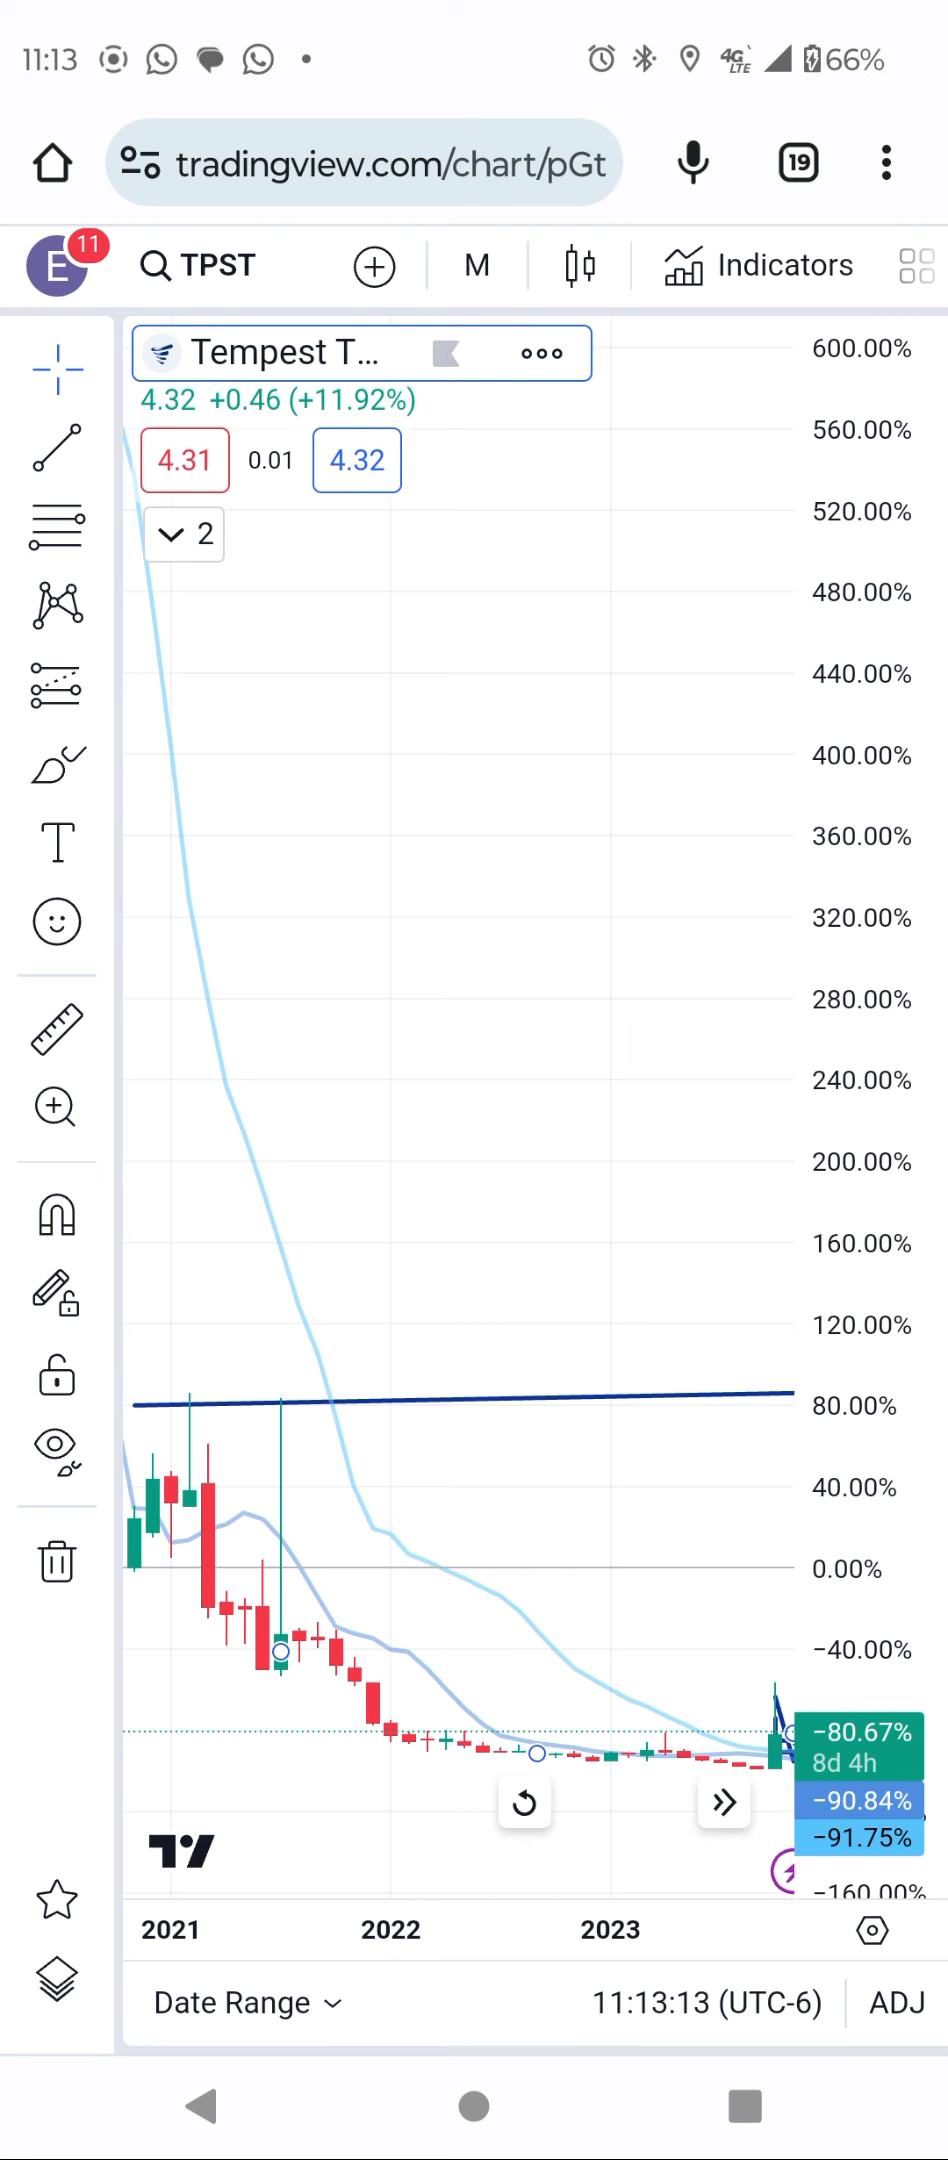 11:13 4G LTE 66%
tradingview.com/chart/pGt 19
E 11 TPST M Indicators
Tempest T...
4.32 +0.46 (+11.92%)
4.31 0.01 4.32
2
600.00%
560.00%
520.00%
480.00%
440.00%
400.00%
360.00%
320.00%
280.00%
240.00%
200.00%
160.00%
120.00%
80.00%
40.00%
0.00%
−40.00%
−80.67%
8d 4h
−90.84%
−91.75%
−160.00%
2021 2022 2023
Date Range 11:13:13 (UTC-6) ADJ